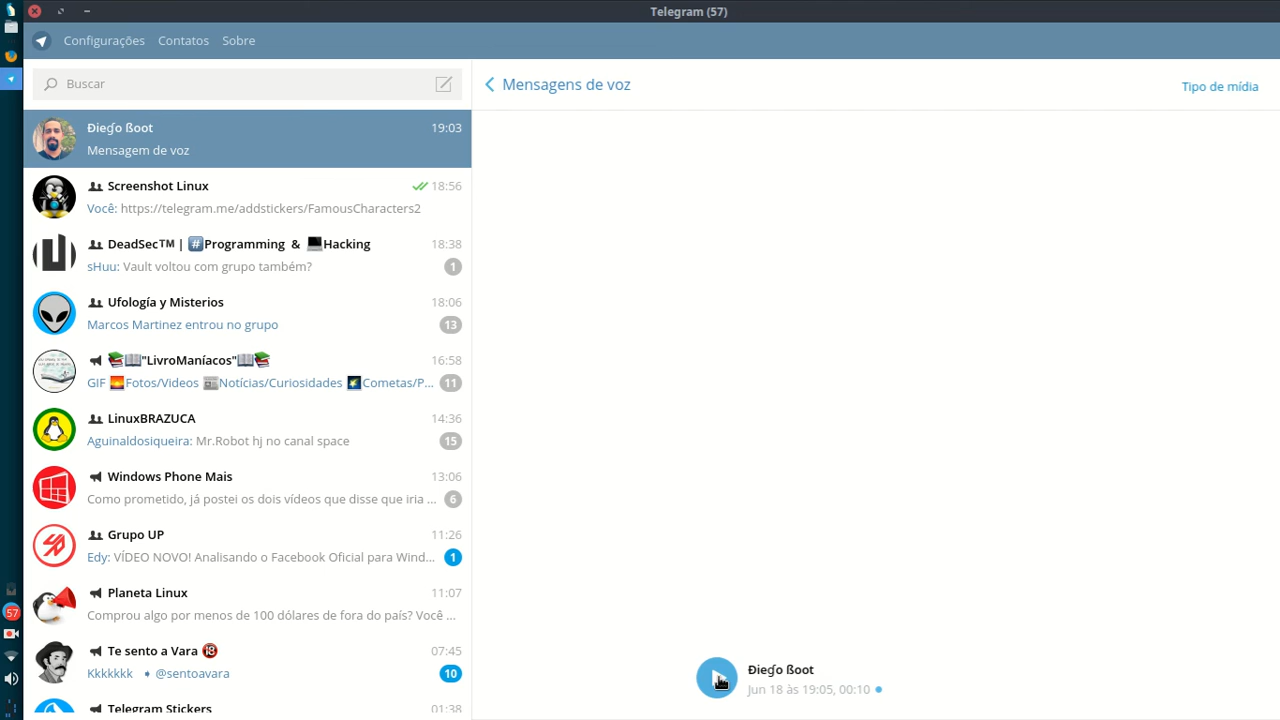 Telegram (57)
Configurações Contatos Sobre
Buscar
Mensagens de voz
Tipo de mídia
Ðieɠo ßoot 19:03
Mensagem de voz
Screenshot Linux 18:56
Você: https://telegram.me/addstickers/FamousCharacters2
DeadSec™ | #️⃣Programming & 💻Hacking 18:38
sHuu: Vault voltou com grupo também? 1
Ufología y Misterios 18:06
Marcos Martinez entrou no grupo 13
📚📖"LivroManíacos"📖📚 16:58
GIF 🌅Fotos/Videos 📰Notícias/Curiosidades 🌠Cometas/P... 11
LinuxBRAZUCA 14:36
Aguinaldosiqueira: Mr.Robot hj no canal space 15
Windows Phone Mais 13:06
Como prometido, já postei os dois vídeos que disse que iria ... 6
Grupo UP 11:26
Edy: VÍDEO NOVO! Analisando o Facebook Oficial para Wind... 1
Planeta Linux 11:07
Comprou algo por menos de 100 dólares de fora do país? Você ...
Te sento a Vara 🔞 07:45
Kkkkkkk ➧ @sentoavara 10
Telegram Stickers 01:38
57
Ðieɠo ßoot
Jun 18 às 19:05, 00:10